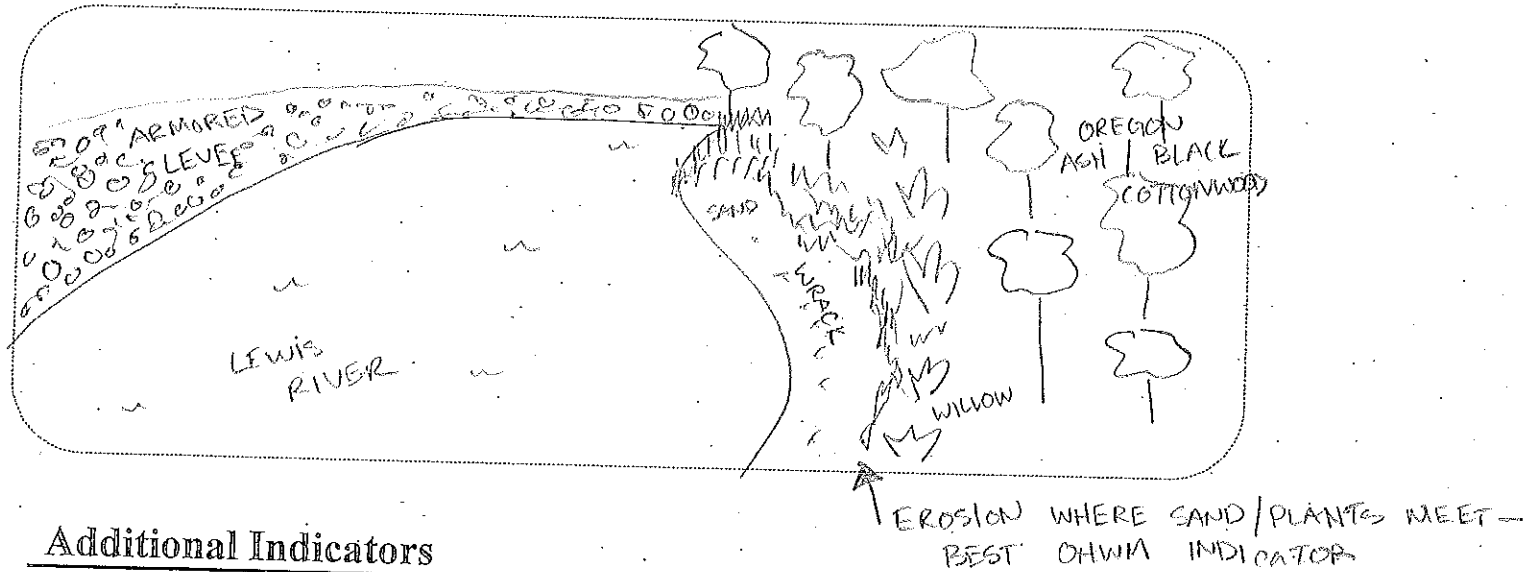 ARMORED
LEVEE
SAND
WRACK
LEWIS
RIVER
WILLOW
OREGON
ASH
BLACK
COTTONWOOD
EROSION WHERE SAND/PLANTS MEET—
BEST OHWM INDICATOR
Additional Indicators